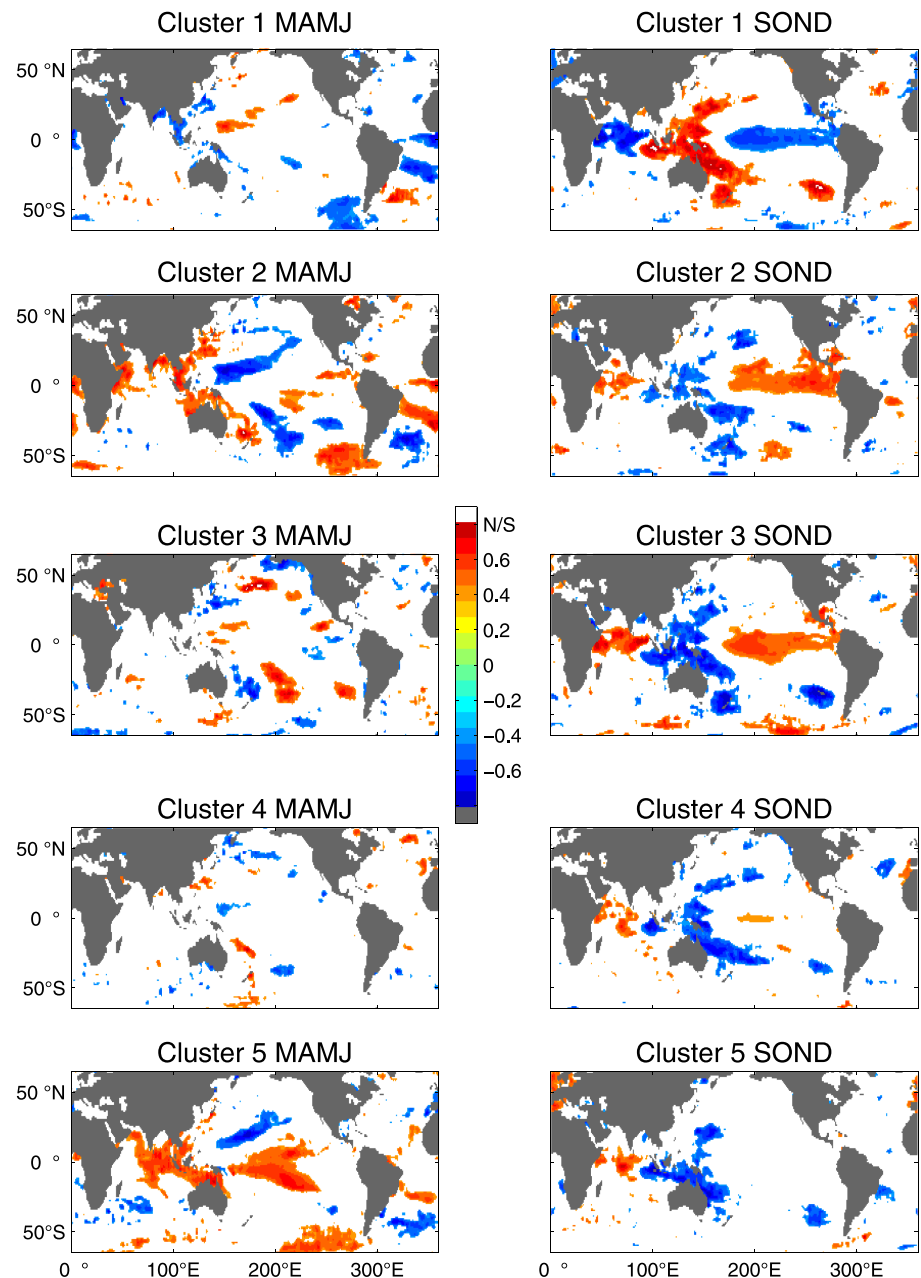 Cluster 1 MAMJ
Cluster 1 SOND
50 °N
0 °
50°S
Cluster 2 MAMJ
Cluster 2 SOND
50 °N
0 °
50°S
Cluster 3 MAMJ
Cluster 3 SOND
50 °N
0 °
50°S
N/S
0.6
0.4
0.2
0
−0.2
−0.4
−0.6
Cluster 4 MAMJ
Cluster 4 SOND
50 °N
0 °
50°S
Cluster 5 MAMJ
Cluster 5 SOND
50 °N
0 °
50°S
0 ° 100°E 200°E 300°E
0 ° 100°E 200°E 300°E